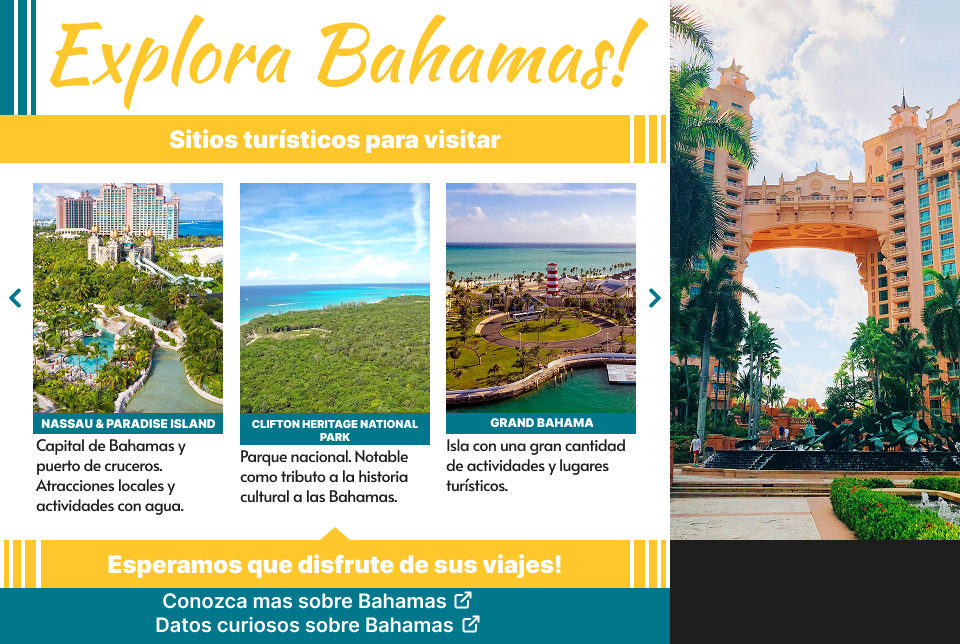 Explora Bahamas!
Sitios turísticos para visitar
NASSAU & PARADISE ISLAND
Capital de Bahamas y
puerto de cruceros.
Atracciones locales y
actividades con agua.
CLIFTON HERITAGE NATIONAL
PARK
Parque nacional. Notable
como tributo a la historia
cultural a las Bahamas.
GRAND BAHAMA
Isla con una gran cantidad
de actividades y lugares
turísticos.
Esperamos que disfrute de sus viajes!
Conozca mas sobre Bahamas
Datos curiosos sobre Bahamas